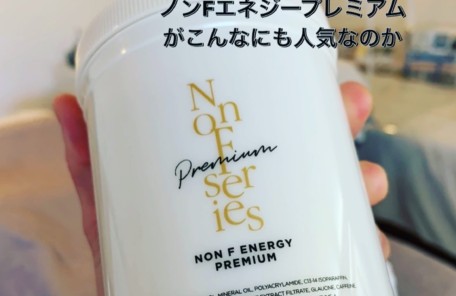 ノンFエネジープレミアム
がこんなにも人気なのか
Non
F
Premium
series
NON F ENERGY
PREMIUM
MINERAL OIL, POLYACRYLAMIDE, C13-14 ISOPARAFFIN,
EXTRACT FILTRATE, GLAUCINE, CAFFEINE